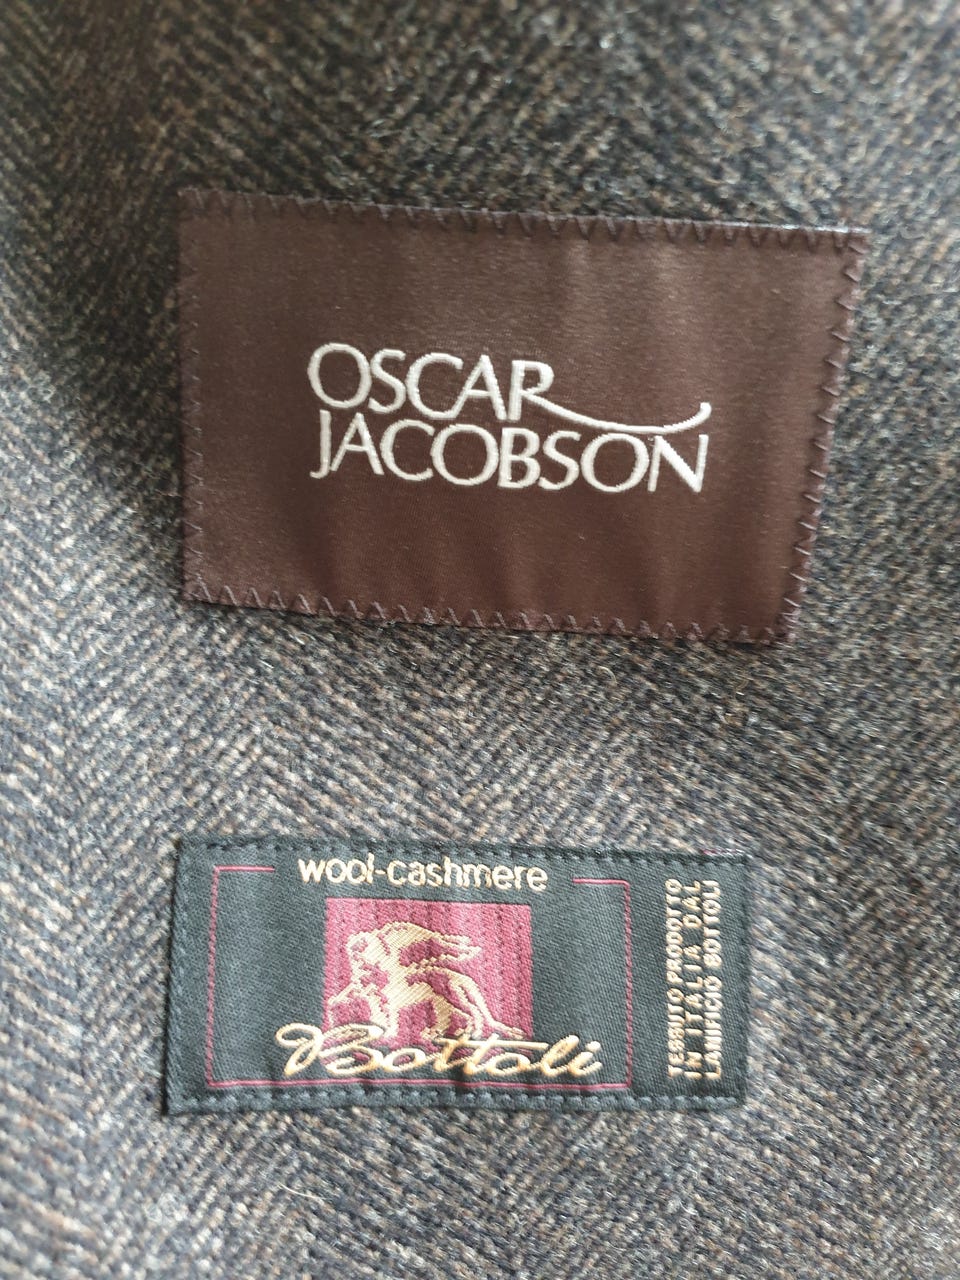 OSCAR
JACOBSON
wool-cashmere
Bottoli
TESSUTO PRODOTTO
IN ITALIA DAL
LANIFICIO BOTTOLI